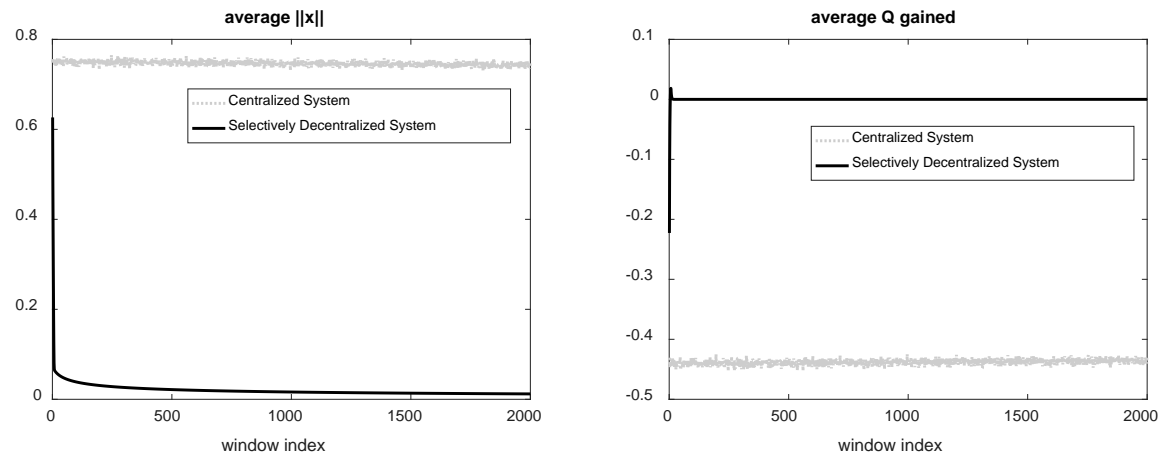 average ||x||
0.8
0.6
0.4
0.2
0
Centralized System
Selectively Decentralized System
0 500 1000 1500 2000
window index
average Q gained
0.1
0
-0.1
-0.2
-0.3
-0.4
-0.5
Centralized System
Selectively Decentralized System
0 500 1000 1500 2000
window index